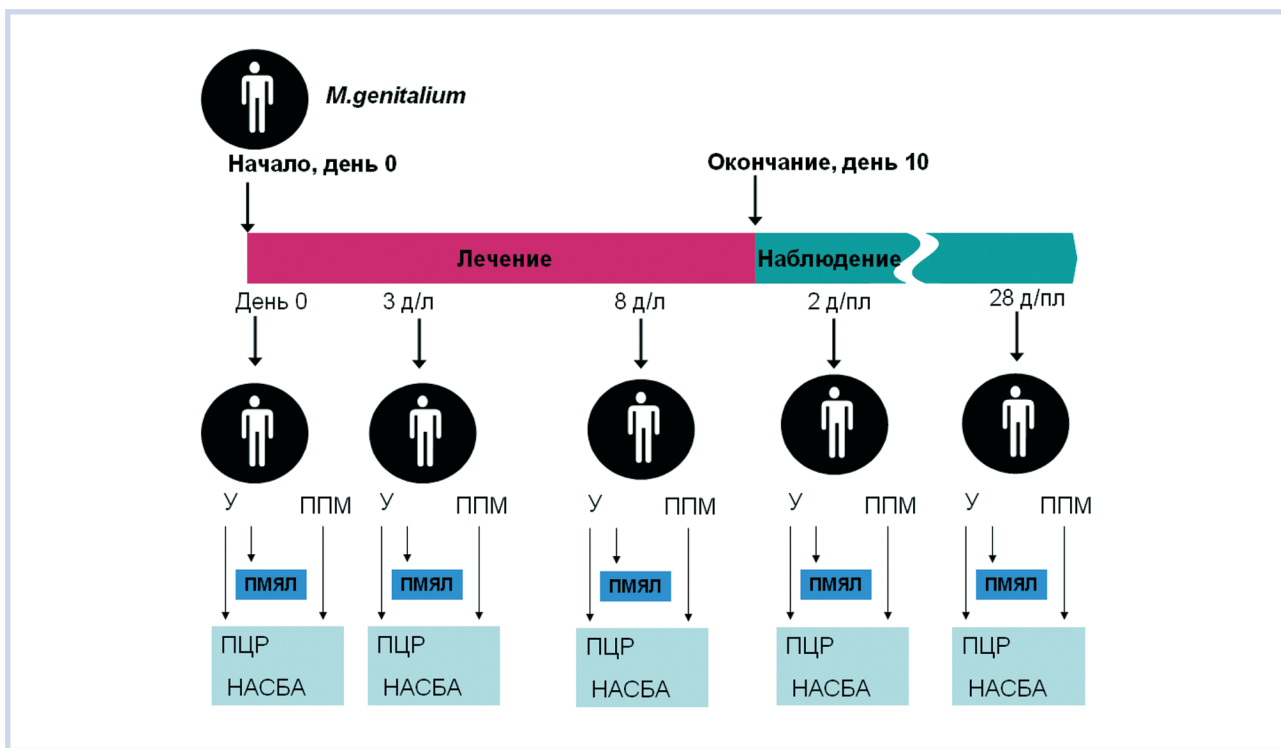 M.genitalium
Начало, день 0 Окончание, день 10
Лечение Наблюдение
День 0 3 д/л 8 д/л 2 д/пл 28 д/пл
У ППМ У ППМ У ППМ У ППМ У ППМ
ПМЯЛ ПМЯЛ ПМЯЛ ПМЯЛ ПМЯЛ
ПЦР ПЦР ПЦР ПЦР ПЦР
НАСБА НАСБА НАСБА НАСБА НАСБА